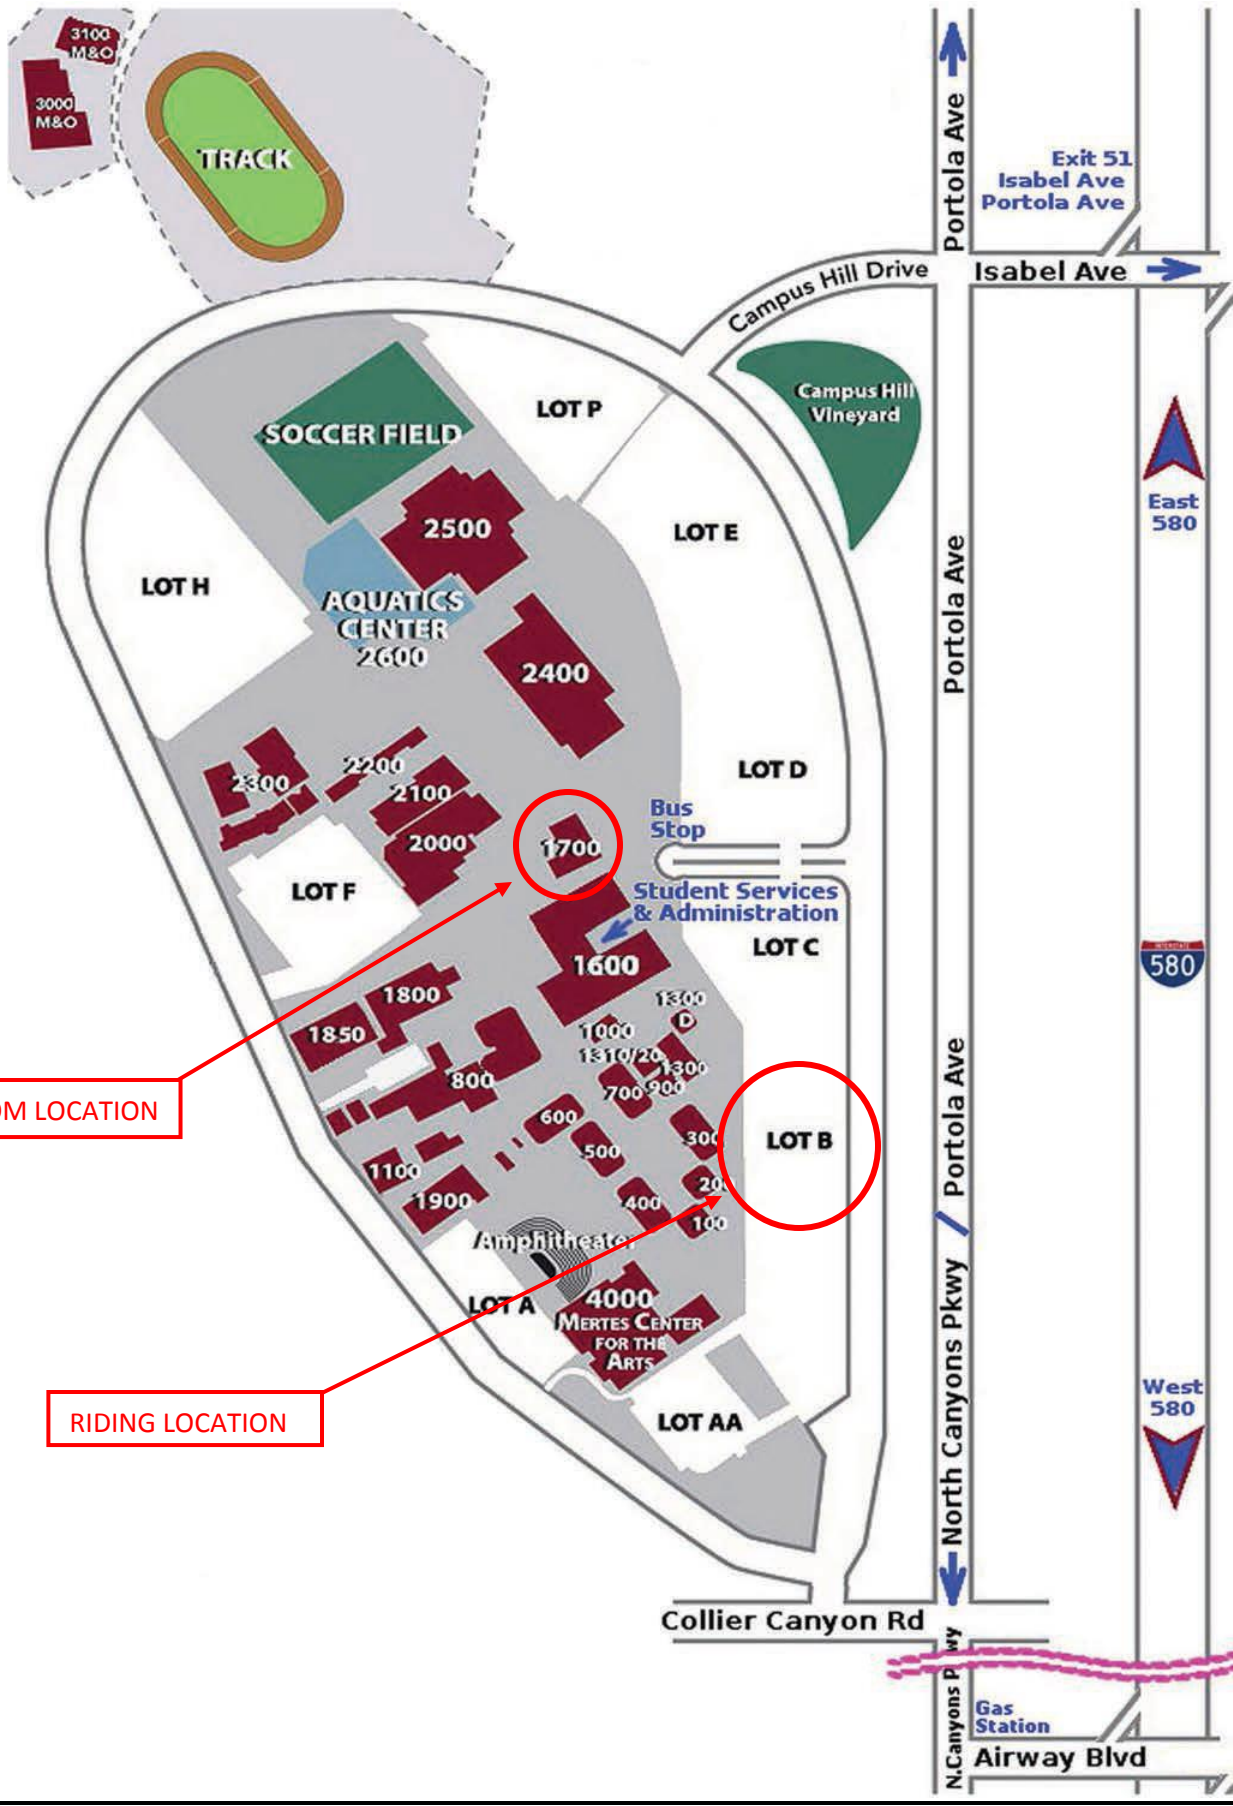 3100
M&O
3000
M&O
TRACK
Portola Ave
Exit 51
Isabel Ave
Portola Ave
Campus Hill Drive
Isabel Ave
Campus Hill
Vineyard
LOT P
SOCCER FIELD
2500
LOT E
East
580
LOT H
AQUATICS
CENTER
2600
2400
Portola Ave
LOT D
2300
2200
2100
2000
Bus
Stop
1700
LOT F
Student Services
& Administration
LOT C
1600
INTERSTATE
580
1800
1300
D
1850
1000
1310/20
1300
800
700
900
LOCATION
600
300
LOT B
500
1100
200
1900
400
100
Amphitheater
North Canyons Pkwy / Portola Ave
LOT A
4000
MERTES CENTER
FOR THE
ARTS
RIDING LOCATION
LOT AA
West
580
Collier Canyon Rd
N.Canyons
Gas
Station
Airway Blvd